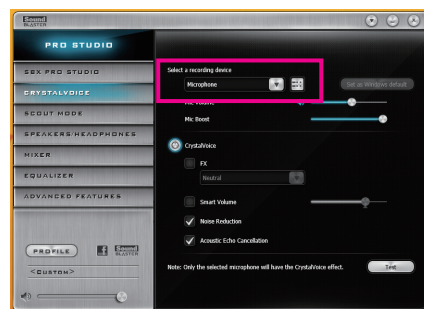 Sound
BLASTER
PRO STUDIO
SBX PRO STUDIO
CRYSTALVOICE
SCOUT MODE
SPEAKERS/HEADPHONES
MIXER
EQUALIZER
ADVANCED FEATURES
PROFILE
f
Sound
BLASTER
<CUSTOM>
Select a recording device
Microphone
Set as Windows default
Mic Volume
Mic Boost
CrystalVoice
FX
Neutral
Smart Volume
Noise Reduction
Acoustic Echo Cancellation
Note: Only the selected microphone will have the CrystalVoice effect.
Test